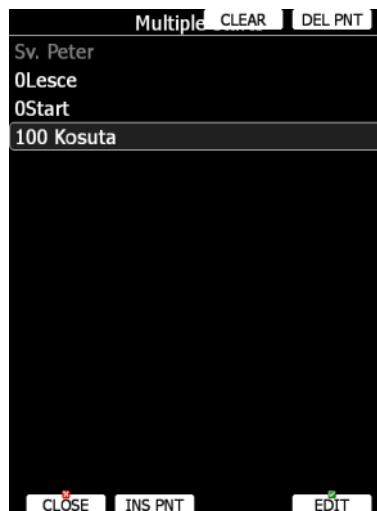 Multiple CLEAR DEL PNT
Sv. Peter
0Lesce
0Start
100 Kosuta
CLOSE INS PNT EDIT